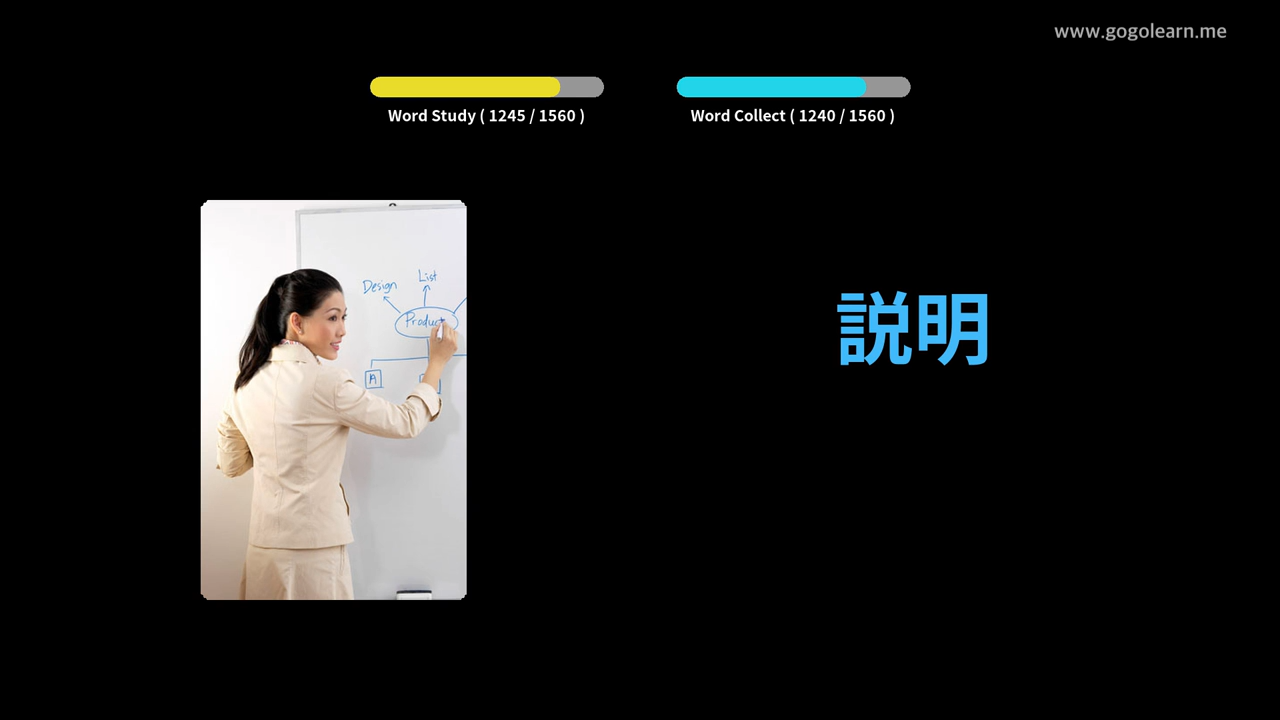 www.gogolearn.me
Word Study ( 1245 / 1560 )
Word Collect ( 1240 / 1560 )
説明
List
Design
Product
A